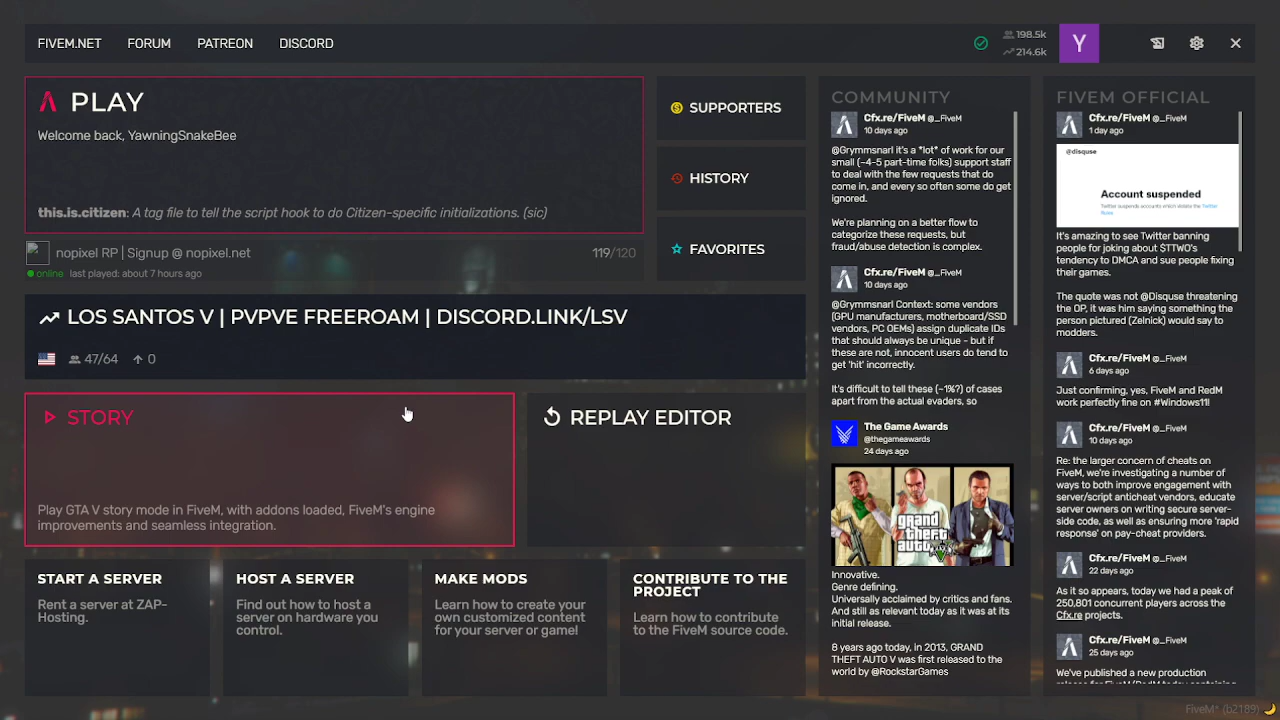 FIVEM.NET
FORUM
PATREON
DISCORD
198.5k
214.6k
Y
PLAY
Welcome back, YawningSnakeBee
this.is.citizen: A tag file to tell the script hook to do Citizen-specific initializations. (sic)
nopixel RP | Signup @ nopixel.net
119/120
online last played: about 7 hours ago
SUPPORTERS
HISTORY
FAVORITES
LOS SANTOS V | PVPVE FREEROAM | DISCORD.LINK/LSV
47/64
0
STORY
Play GTA V story mode in FiveM, with addons loaded, FiveM's engine
improvements and seamless integration.
REPLAY EDITOR
START A SERVER
Rent a server at ZAP-
Hosting.
HOST A SERVER
Find out how to host a
server on hardware you
control.
MAKE MODS
Learn how to create your
own customized content
for your server or game!
CONTRIBUTE TO THE
PROJECT
Learn how to contribute
to the FiveM source code.
COMMUNITY
Cfx.re/FiveM @_FiveM
10 days ago
@Grymmsnarl it's a *lot* of work for our
small (~4-5 part-time folks) support staff
to deal with the few requests that do
come in, and every so often some do get
ignored.
We're planning on a better flow to
categorize these requests, but
fraud/abuse detection is complex.
Cfx.re/FiveM @_FiveM
10 days ago
@Grymmsnarl Context: some vendors
(GPU manufacturers, motherboard/SSD
vendors, PC OEMs) assign duplicate IDs
that should always be unique - but if
these are not, innocent users do tend to
get 'hit' incorrectly.
It's difficult to tell these (~1%?) of cases
apart from the actual evaders, so
The Game Awards
@thegameawards
24 days ago
grand
theft
auto
V
Innovative.
Genre defining.
Universally acclaimed by critics and fans.
And still as relevant today as it was at its
initial release.
8 years ago today, in 2013, GRAND
THEFT AUTO V was first released to the
world by @RockstarGames
FIVEM OFFICIAL
Cfx.re/FiveM @_FiveM
1 day ago
@disquse
Account suspended
Twitter suspends accounts which violate the Twitter
Rules
It's amazing to see Twitter banning
people for joking about $TTWO's
tendency to DMCA and sue people fixing
their games.
The quote was not @Disquse threatening
the OP, it was him saying something the
person pictured (Zelnick) would say to
modders.
Cfx.re/FiveM @_FiveM
6 days ago
Just confirming, yes, FiveM and RedM
work perfectly fine on #Windows11!
Cfx.re/FiveM @_FiveM
10 days ago
Re: the larger concern of cheats on
FiveM, we're investigating a number of
ways to both improve engagement with
server/script anticheat vendors, educate
server owners on writing secure server-
side code, as well as ensuring more 'rapid
response' on pay-cheat providers.
Cfx.re/FiveM @_FiveM
22 days ago
As it so appears, today we had a peak of
250,801 concurrent players across the
Cfx.re projects.
Cfx.re/FiveM @_FiveM
25 days ago
We've published a new production
release for FiveM/RedM today containing
FiveM* (b2189)